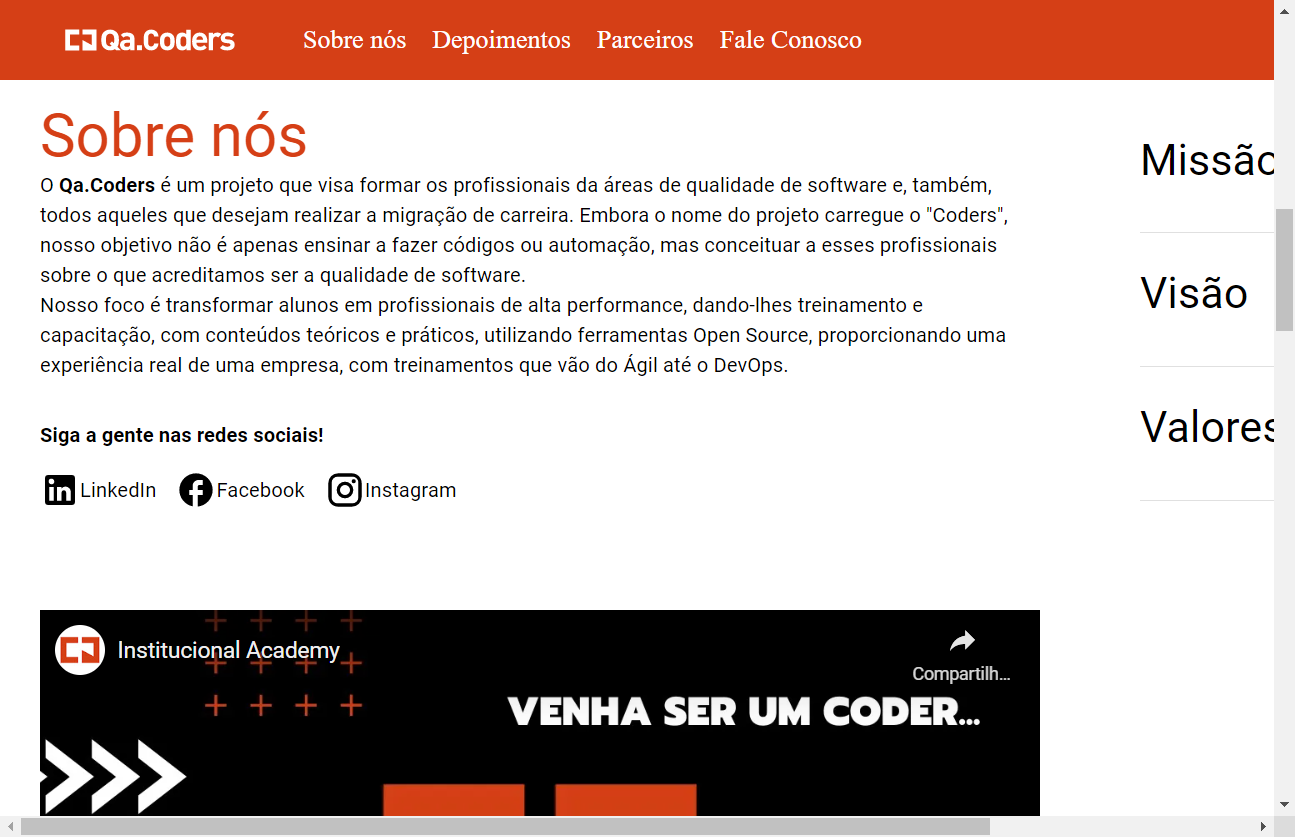 Qa.Coders
Sobre nós
Depoimentos
Parceiros
Fale Conosco
Sobre nós
O Qa.Coders é um projeto que visa formar os profissionais da áreas de qualidade de software e, também,
todos aqueles que desejam realizar a migração de carreira. Embora o nome do projeto carregue o "Coders",
nosso objetivo não é apenas ensinar a fazer códigos ou automação, mas conceituar a esses profissionais
sobre o que acreditamos ser a qualidade de software.
Nosso foco é transformar alunos em profissionais de alta performance, dando-lhes treinamento e
capacitação, com conteúdos teóricos e práticos, utilizando ferramentas Open Source, proporcionando uma
experiência real de uma empresa, com treinamentos que vão do Ágil até o DevOps.
Siga a gente nas redes sociais!
LinkedIn
Facebook
Instagram
Missão
Visão
Valores
Institucional Academy
Compartilh...
VENHA SER UM CODER...